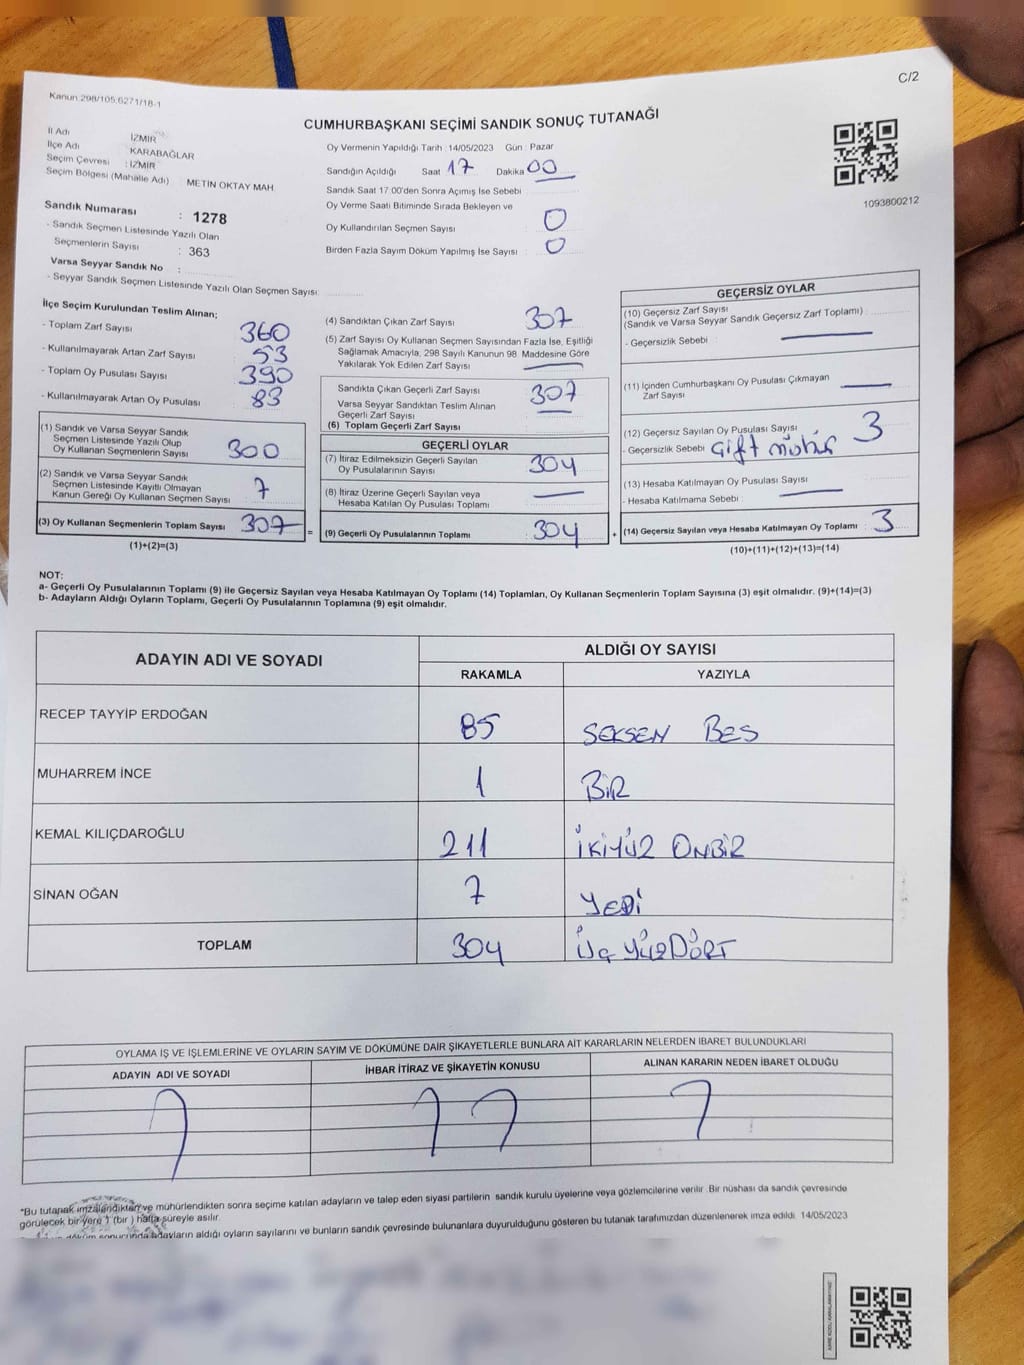 C/2
Kanun 298/105,6271/18-1
CUMHURBAŞKANI SEÇİMİ SANDIK SONUÇ TUTANAĞI
İl Adı İZMİR
İlçe Adı KARABAĞLAR
Seçim Çevresi : İZMİR
Seçim Bölgesi (Mahalle Adı) METİN OKTAY MAH.
Sandık Numarası : 1278
- Sandık Seçmen Listesinde Yazılı Olan
Seçmenlerin Sayısı : 363
Varsa Seyyar Sandık No :
- Seyyar Sandık Seçmen Listesinde Yazılı Olan Seçmen Sayısı:
Oy Vermenin Yapıldığı Tarih : 14/05/2023 Gün : Pazar
Sandığın Açıldığı Saat 17 Dakika 00
Sandık Saat 17:00'den Sonra Açımış İse Sebebi
Oy Verme Saati Bitiminde Sırada Bekleyen ve
Oy Kullandırılan Seçmen Sayısı : 0
Birden Fazla Sayım Döküm Yapılmış İse Sayısı : 0
1093800212
İlçe Seçim Kurulundan Teslim Alınan;
- Toplam Zarf Sayısı 360
- Kullanılmayarak Artan Zarf Sayısı 53
- Toplam Oy Pusulası Sayısı 390
- Kullanılmayarak Artan Oy Pusulası 83
(1) Sandık ve Varsa Seyyar Sandık
Seçmen Listesinde Yazılı Olup
Oy Kullanan Seçmenlerin Sayısı 300
(2) Sandık ve Varsa Seyyar Sandık
Seçmen Listesinde Kayıtlı Olmayan
Kanun Gereği Oy Kullanan Seçmen Sayısı 7
(3) Oy Kullanan Seçmenlerin Toplam Sayısı 307 =
(1)+(2)=(3)
(4) Sandıktan Çıkan Zarf Sayısı 307
(5) Zarf Sayısı Oy Kullanan Seçmen Sayısından Fazla İse, Eşitliği
Sağlamak Amacıyla, 298 Sayılı Kanunun 98. Maddesine Göre
Yakılarak Yok Edilen Zarf Sayısı
Sandıkta Çıkan Geçerli Zarf Sayısı 307
Varsa Seyyar Sandıktan Teslim Alınan
Geçerli Zarf Sayısı
(6) Toplam Geçerli Zarf Sayısı
GEÇERLİ OYLAR
(7) İtiraz Edilmeksizin Geçerli Sayılan
Oy Pusulalarının Sayısı 304
(8) İtiraz Üzerine Geçerli Sayılan veya
Hesaba Katılan Oy Pusulası Toplamı
(9) Geçerli Oy Pusulalarının Toplamı 304 +
GEÇERSİZ OYLAR
(10) Geçersiz Zarf Sayısı
(Sandık ve Varsa Seyyar Sandık Geçersiz Zarf Toplamı)
- Geçersizlik Sebebi :
(11) İçinden Cumhurbaşkanı Oy Pusulası Çıkmayan
Zarf Sayısı
(12) Geçersiz Sayılan Oy Pusulası Sayısı 3
- Geçersizlik Sebebi Çift mühür
(13) Hesaba Katılmayan Oy Pusulası Sayısı
- Hesaba Katılmama Sebebi :
(14) Geçersiz Sayılan veya Hesaba Katılmayan Oy Toplamı : 3
(10)+(11)+(12)+(13)=(14)
NOT:
a- Geçerli Oy Pusulalarının Toplamı (9) ile Geçersiz Sayılan veya Hesaba Katılmayan Oy Toplamı (14) Toplamları, Oy Kullanan Seçmenlerin Toplam Sayısına (3) eşit olmalıdır. (9)+(14)=(3)
b- Adayların Aldığı Oyların Toplamı, Geçerli Oy Pusulalarının Toplamına (9) eşit olmalıdır.
ADAYIN ADI VE SOYADI ALDIĞI OY SAYISI
RAKAMLA YAZIYLA
RECEP TAYYİP ERDOĞAN 85 SEKSEN BES
MUHARREM İNCE 1 BİR
KEMAL KILIÇDAROĞLU 211 İKİYÜZ ONBİR
SİNAN OĞAN 7 YEDİ
TOPLAM 304 ÜÇ YÜZDÖRT
OYLAMA İŞ VE İŞLEMLERİNE VE OYLARIN SAYIM VE DÖKÜMÜNE DAİR ŞİKAYETLERLE BUNLARA AİT KARARLARIN NELERDEN İBARET BULUNDUKLARI
ADAYIN ADI VE SOYADI İHBAR İTİRAZ VE ŞİKAYETİN KONUSU ALINAN KARARIN NEDEN İBARET OLDUĞU
*Bu tutanak imzalandıktan ve mühürlendikten sonra seçime katılan adayların ve talep eden siyasi partilerin sandık kurulu üyelerine veya gözlemcilerine verilir. Bir nüshası da sandık çevresinde
görülecek bir yere 1 (bir ) hafta süreyle asılır.
döküm sonucunda adayların aldığı oyların sayılarını ve bunların sandık çevresinde bulunanlara duyurulduğunu gösteren bu tutanak tarafımızdan düzenlenerek imza edildi. 14/05/2023